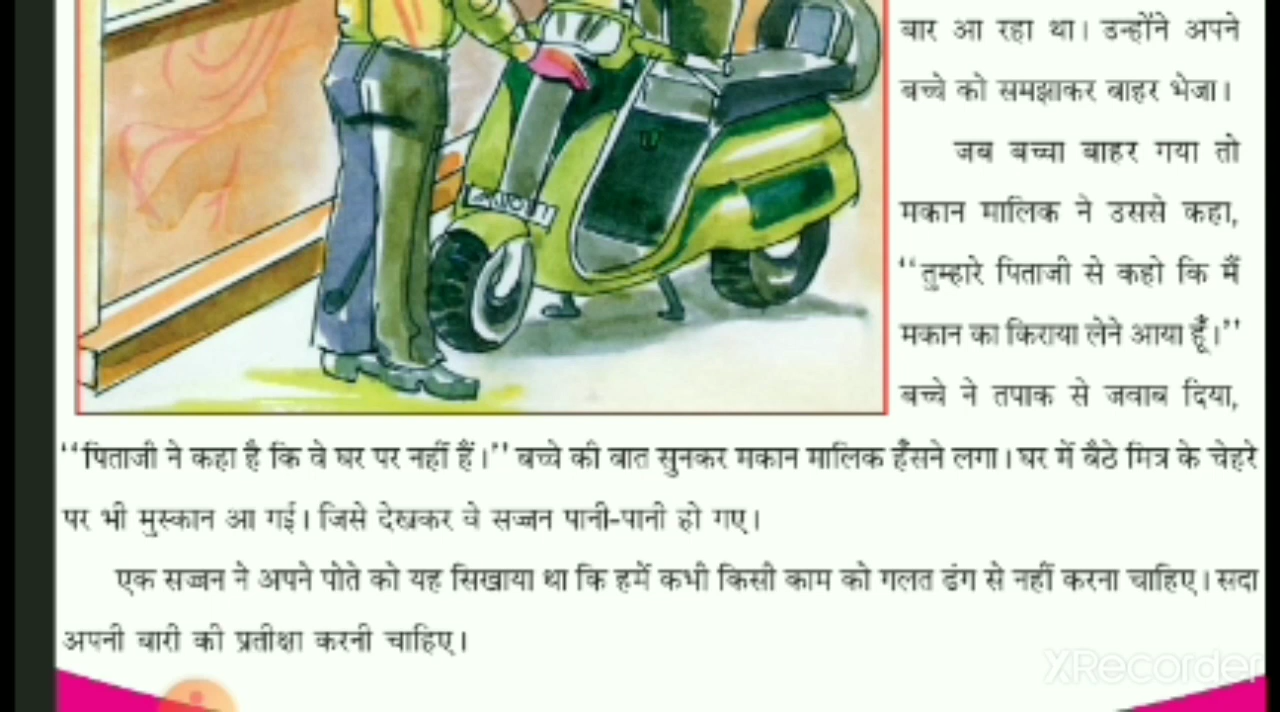 बार आ रहा था। उन्होंने अपने
बच्चे को समझाकर बाहर भेजा।
जब बच्चा बाहर गया तो
मकान मालिक ने उससे कहा,
“तुम्हारे पिताजी से कहो कि मैं
मकान का किराया लेने आया हूँ।”
बच्चे ने तपाक से जवाब दिया,
“पिताजी ने कहा है कि वे घर पर नहीं हैं।” बच्चे की बात सुनकर मकान मालिक हँसने लगा। घर में बैठे मित्र के चेहरे
पर भी मुस्कान आ गई। जिसे देखकर वे सज्जन पानी-पानी हो गए।
एक सज्जन ने अपने पोते को यह सिखाया था कि हमें कभी किसी काम को गलत ढंग से नहीं करना चाहिए। सदा
अपनी बारी की प्रतीक्षा करनी चाहिए।
XRecorder